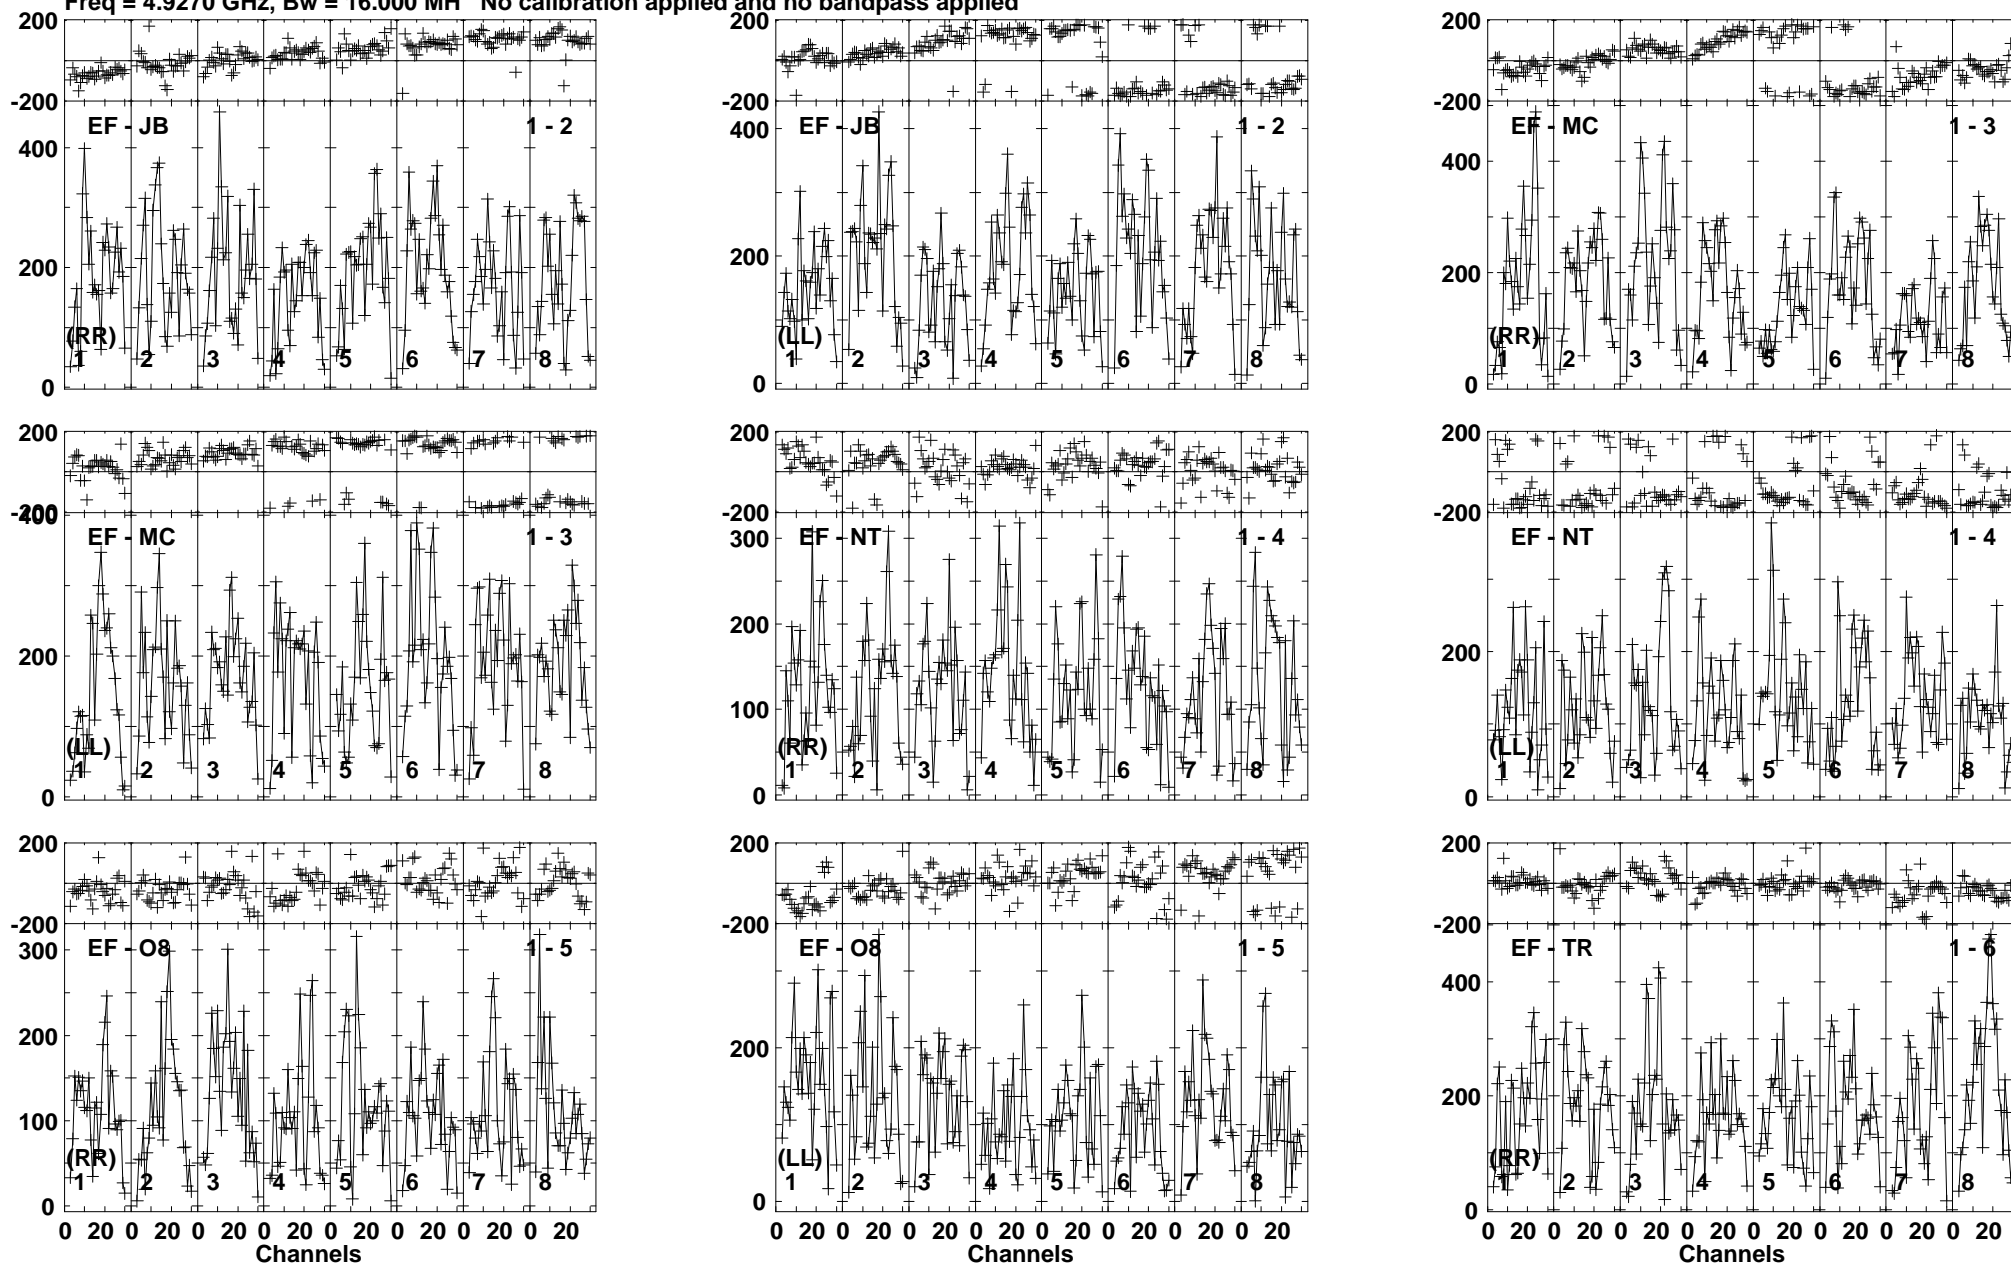 Freq = 4.9270 GHz, Bw = 16.000 MH No calibration applied and no bandpass applied
200 200 200
-200 -200 -200
EF - JB 1 - 2 EF - JB 1 - 2 EF - MC 1 - 3
400 400 400
200 200 200
(RR) (LL) (RR)
1 2 3 4 5 6 7 8 1 2 3 4 5 6 7 8 1 2 3 4 5 6 7 8
0 0 0
200 200 200
-200 -200 -200
400
EF - MC 1 - 3 EF - NT 1 - 4 EF - NT 1 - 4
300
200 200 200
100
(LL) (RR) (LL)
1 2 3 4 5 6 7 8 1 2 3 4 5 6 7 8 1 2 3 4 5 6 7 8
0 0 0
200 200 200
-200 -200 -200
EF - O8 1 - 5 EF - O8 1 - 5 EF - TR 1 - 6
300 400
200 200 200
100
(RR) (LL) (RR)
1 2 3 4 5 6 7 8 1 2 3 4 5 6 7 8 1 2 3 4 5 6 7 8
0 0 0
0 20 0 20 0 20 0 20 0 20 0 20 0 20 0 20 0 20 0 20 0 20 0 20 0 20 0 20 0 20 0 20 0 20 0 20 0 20 0 20 0 20 0 20 0 20 0 20
Channels Channels Channels